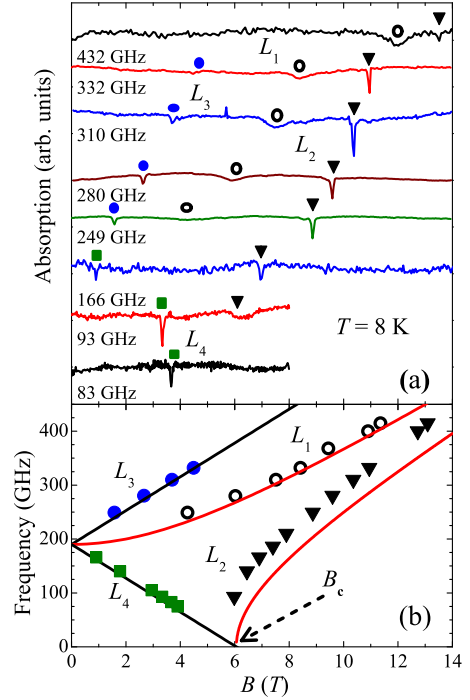 Absorption (arb. units)
L1
432 GHz
332 GHz
L3
310 GHz
L2
280 GHz
249 GHz
166 GHz
T = 8 K
93 GHz
L4
83 GHz
(a)
Frequency (GHz)
400
300
200
100
0
L1
L3
L2
L4
Bc
(b)
0 2 4 6 8 10 12 14
B (T)